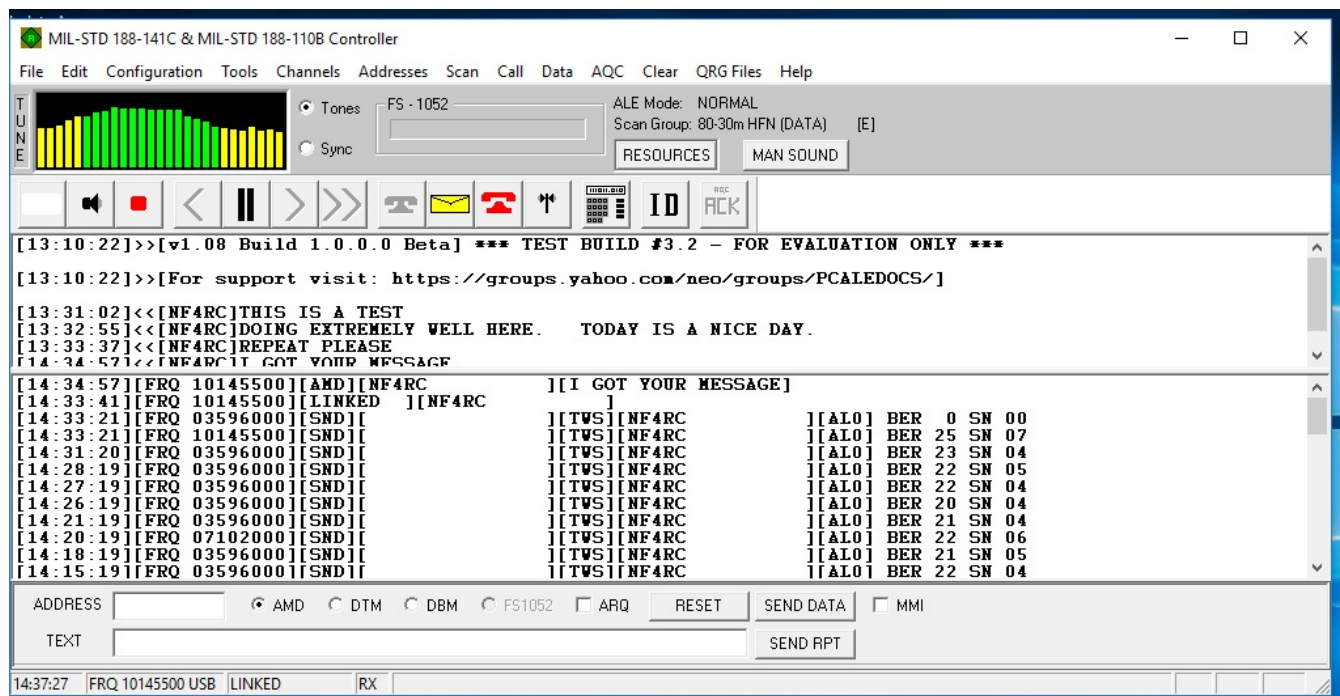 MIL-STD 188-141C & MIL-STD 188-110B Controller
File Edit Configuration Tools Channels Addresses Scan Call Data AQC Clear QRG Files Help
TUNE
Tones
Sync
FS - 1052
ALE Mode: NORMAL
Scan Group: 80-30m HFN (DATA) [E]
RESOURCES MAN SOUND
ID AQC ACK
[13:10:22]>>[v1.08 Build 1.0.0.0 Beta] *** TEST BUILD #3.2 – FOR EVALUATION ONLY ***
[13:10:22]>>[For support visit: https://groups.yahoo.com/neo/groups/PCALEDOCS/]
[13:31:02]<<[NF4RC]THIS IS A TEST
[13:32:55]<<[NF4RC]DOING EXTREMELY WELL HERE. TODAY IS A NICE DAY.
[13:33:37]<<[NF4RC]REPEAT PLEASE
[14:34:57]<<[NF4RC]I GOT YOUR MESSAGE
[14:34:57][FRQ 10145500][AMD][NF4RC ][I GOT YOUR MESSAGE]
[14:33:41][FRQ 10145500][LINKED ][NF4RC ]
[14:33:21][FRQ 03596000][SND][ ][TWS][NF4RC ][AL0] BER 0 SN 00
[14:33:21][FRQ 10145500][SND][ ][TWS][NF4RC ][AL0] BER 25 SN 07
[14:31:20][FRQ 03596000][SND][ ][TWS][NF4RC ][AL0] BER 23 SN 04
[14:28:19][FRQ 03596000][SND][ ][TWS][NF4RC ][AL0] BER 22 SN 05
[14:27:19][FRQ 03596000][SND][ ][TWS][NF4RC ][AL0] BER 22 SN 04
[14:26:19][FRQ 03596000][SND][ ][TWS][NF4RC ][AL0] BER 20 SN 04
[14:21:19][FRQ 03596000][SND][ ][TWS][NF4RC ][AL0] BER 21 SN 04
[14:20:19][FRQ 07102000][SND][ ][TWS][NF4RC ][AL0] BER 22 SN 06
[14:18:19][FRQ 03596000][SND][ ][TWS][NF4RC ][AL0] BER 21 SN 05
[14:15:19][FRQ 03596000][SND][ ][TWS][NF4RC ][AL0] BER 22 SN 04
ADDRESS AMD DTM DBM FS1052 ARQ RESET SEND DATA MMI
TEXT SEND RPT
14:37:27 FRQ 10145500 USB LINKED RX